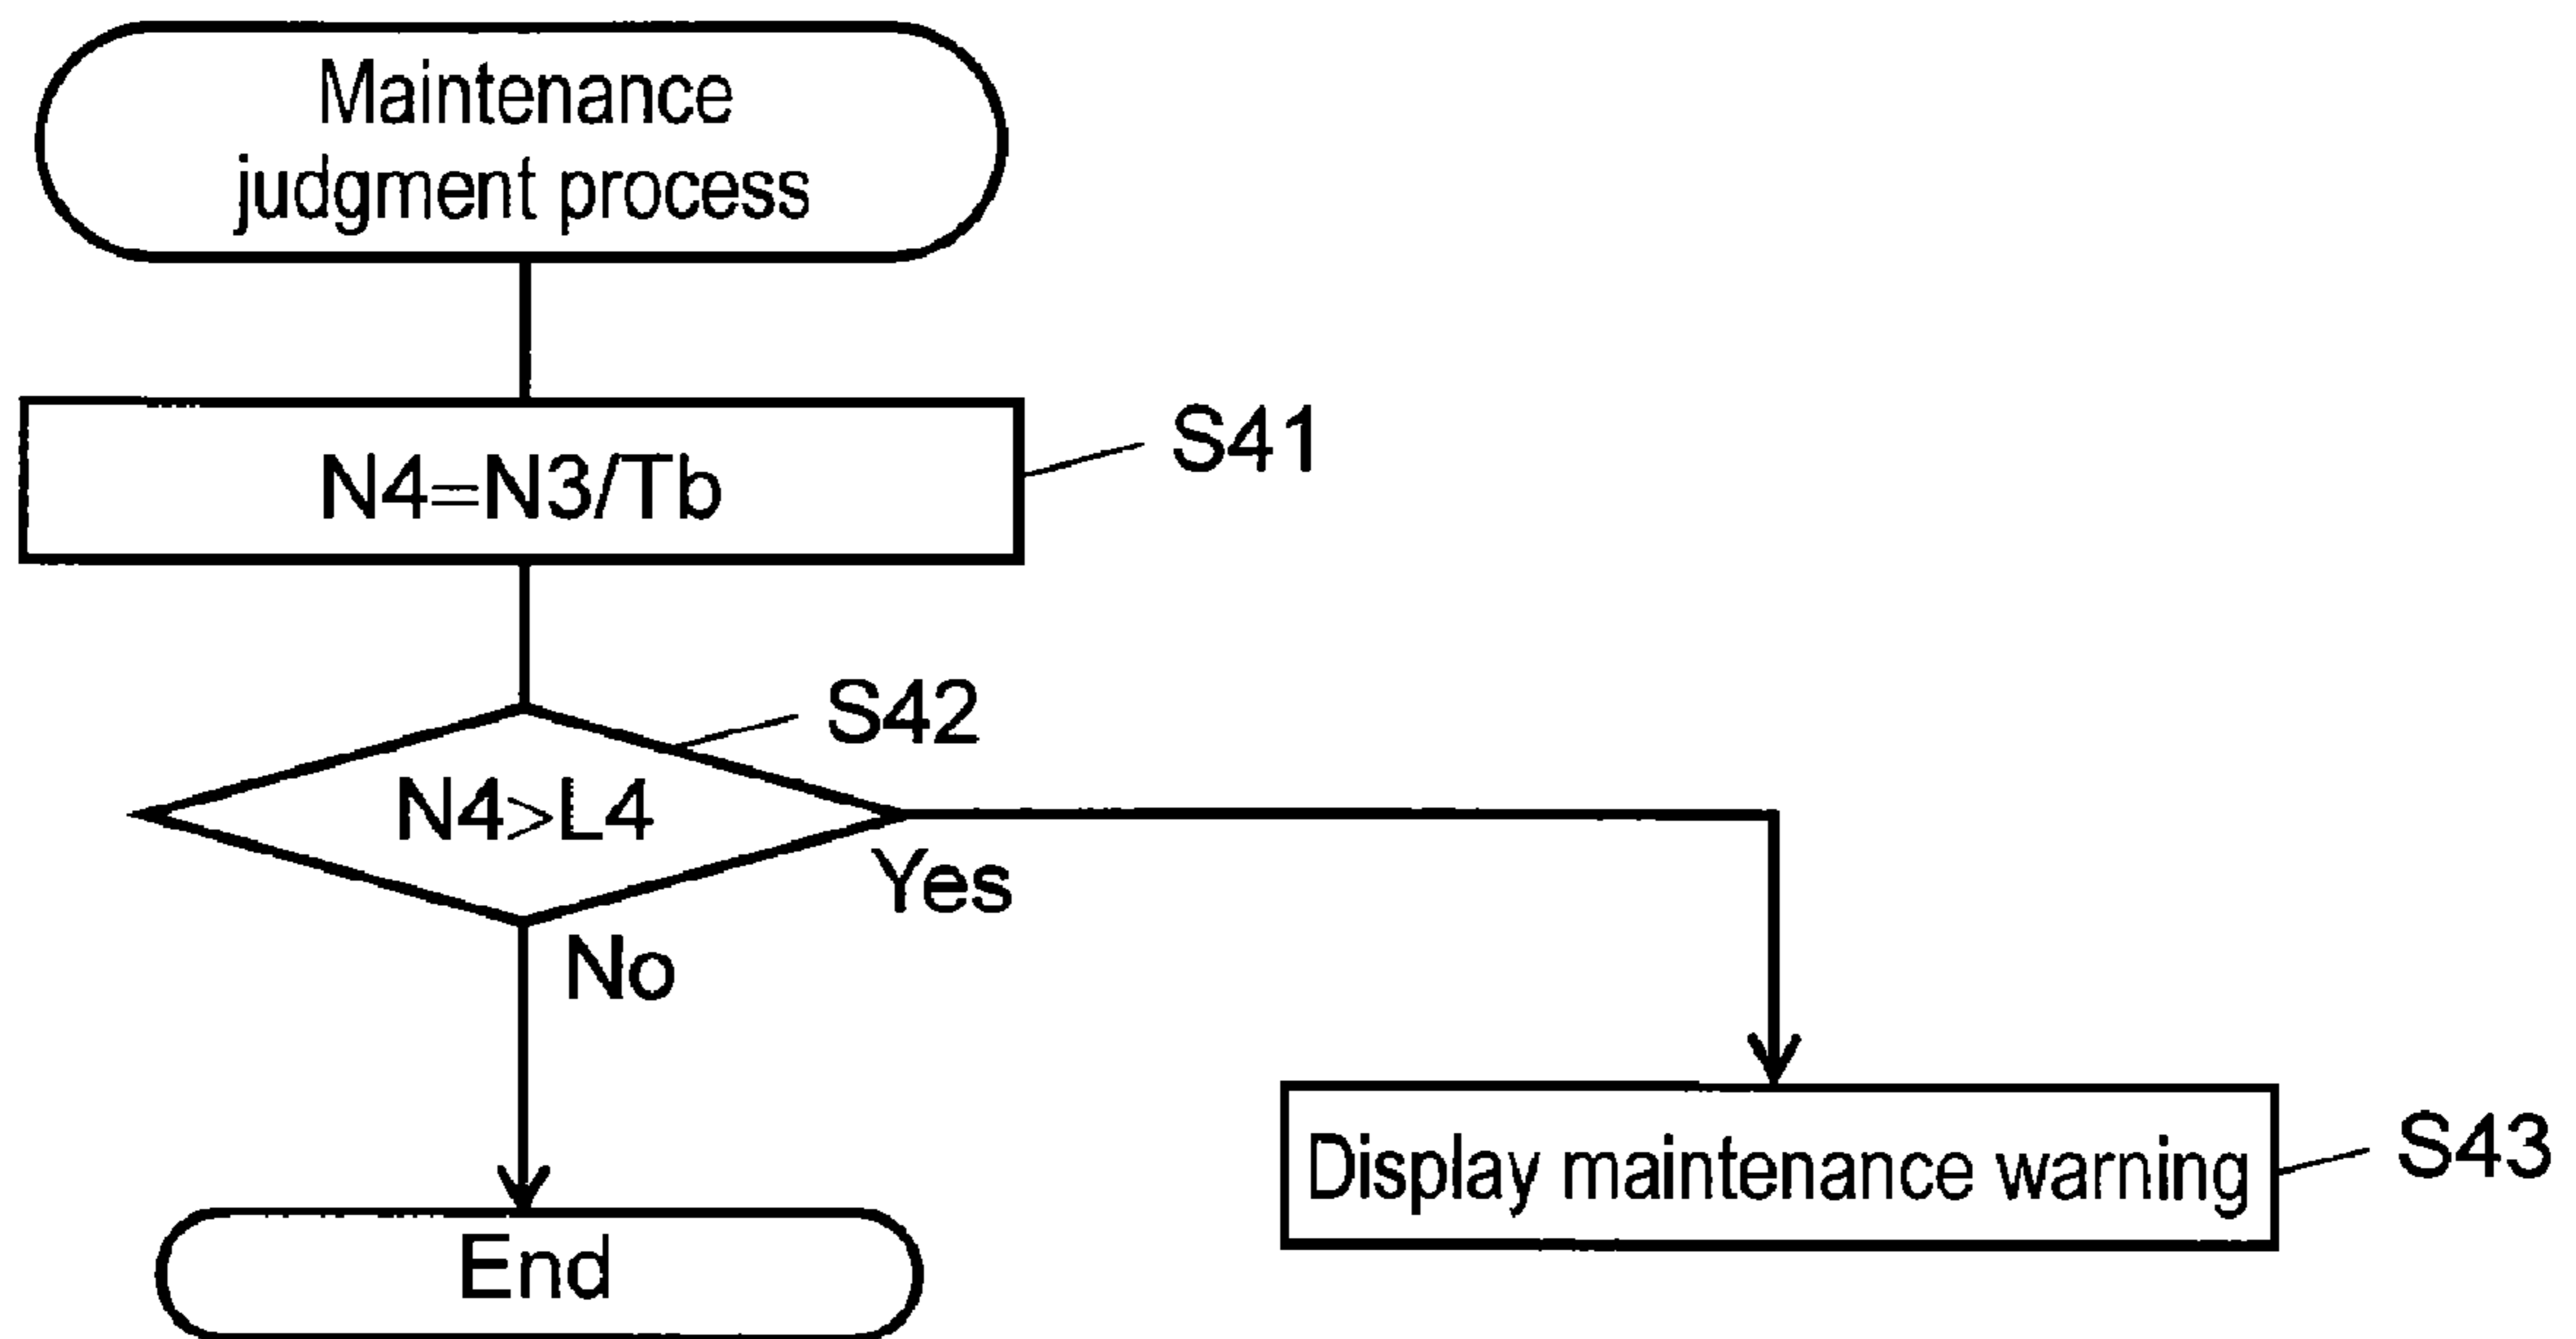 Maintenance
judgment process
N4=N3/Tb
S41
S42
N4>L4
Yes
No
Display maintenance warning
S43
End